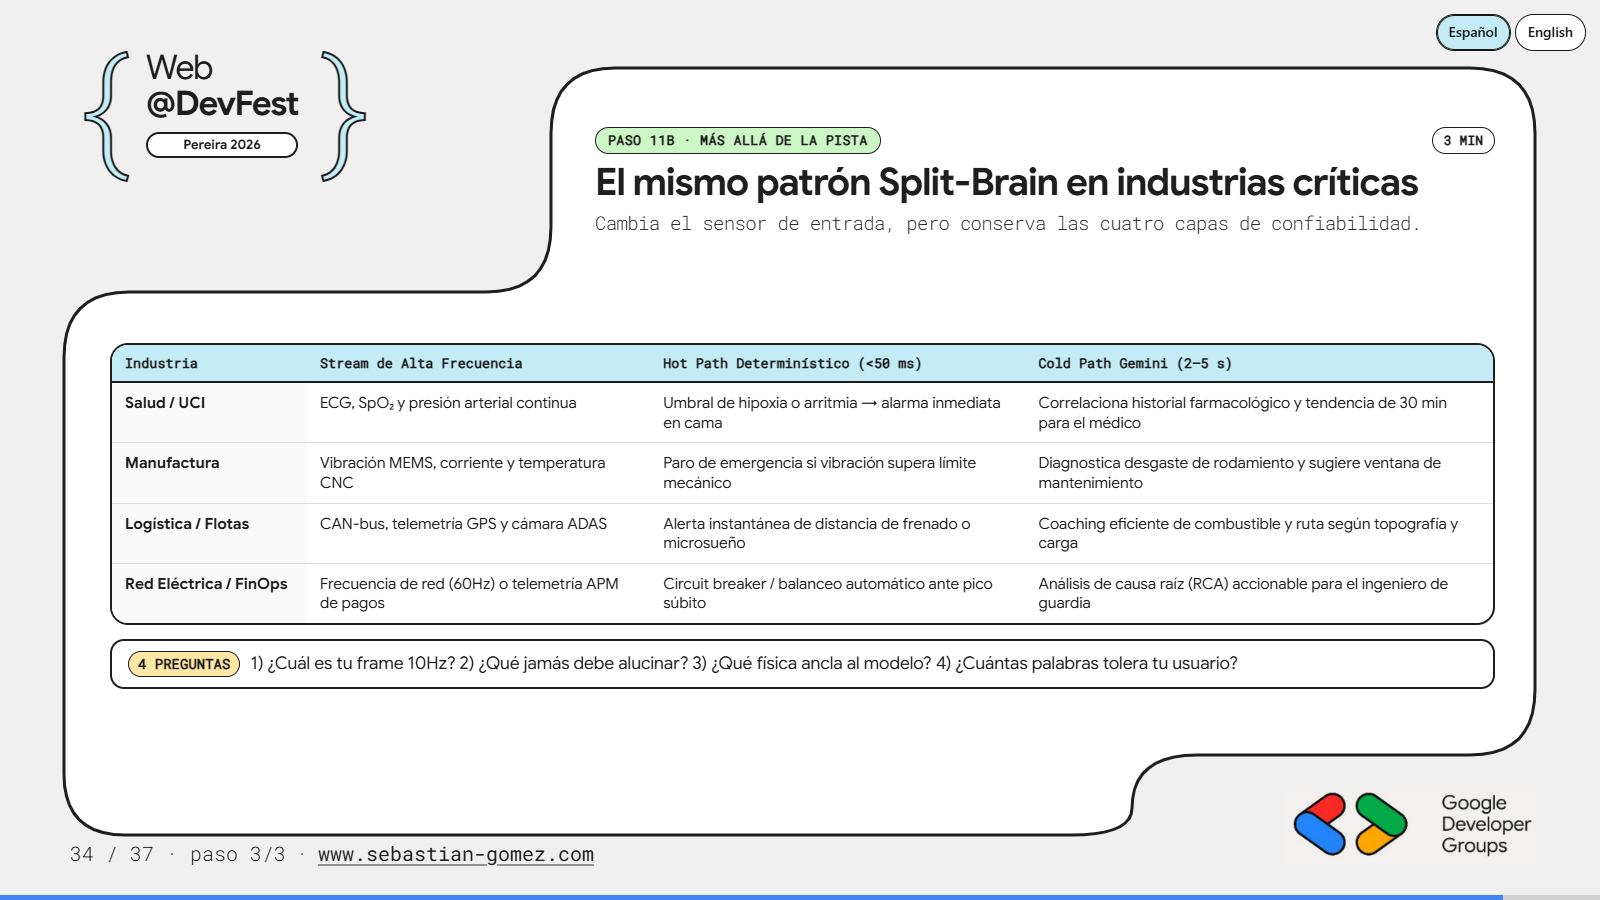 Español
English
Web
@DevFest
Pereira 2026
PASO 11B · MÁS ALLÁ DE LA PISTA
3 MIN
El mismo patrón Split-Brain en industrias críticas
Cambia el sensor de entrada, pero conserva las cuatro capas de confiabilidad.
Industria
Stream de Alta Frecuencia
Hot Path Determinístico (<50 ms)
Cold Path Gemini (2–5 s)
Salud / UCI
ECG, SpO₂ y presión arterial continua
Umbral de hipoxia o arritmia → alarma inmediata
en cama
Correlaciona historial farmacológico y tendencia de 30 min
para el médico
Manufactura
Vibración MEMS, corriente y temperatura
CNC
Paro de emergencia si vibración supera límite
mecánico
Diagnostica desgaste de rodamiento y sugiere ventana de
mantenimiento
Logística / Flotas
CAN-bus, telemetría GPS y cámara ADAS
Alerta instantánea de distancia de frenado o
microsueño
Coaching eficiente de combustible y ruta según topografía y
carga
Red Eléctrica / FinOps
Frecuencia de red (60Hz) o telemetría APM
de pagos
Circuit breaker / balanceo automático ante pico
súbito
Análisis de causa raíz (RCA) accionable para el ingeniero de
guardia
4 PREGUNTAS
1) ¿Cuál es tu frame 10Hz? 2) ¿Qué jamás debe alucinar? 3) ¿Qué física ancla al modelo? 4) ¿Cuántas palabras tolera tu usuario?
34 / 37 · paso 3/3 · www.sebastian-gomez.com
Google
Developer
Groups